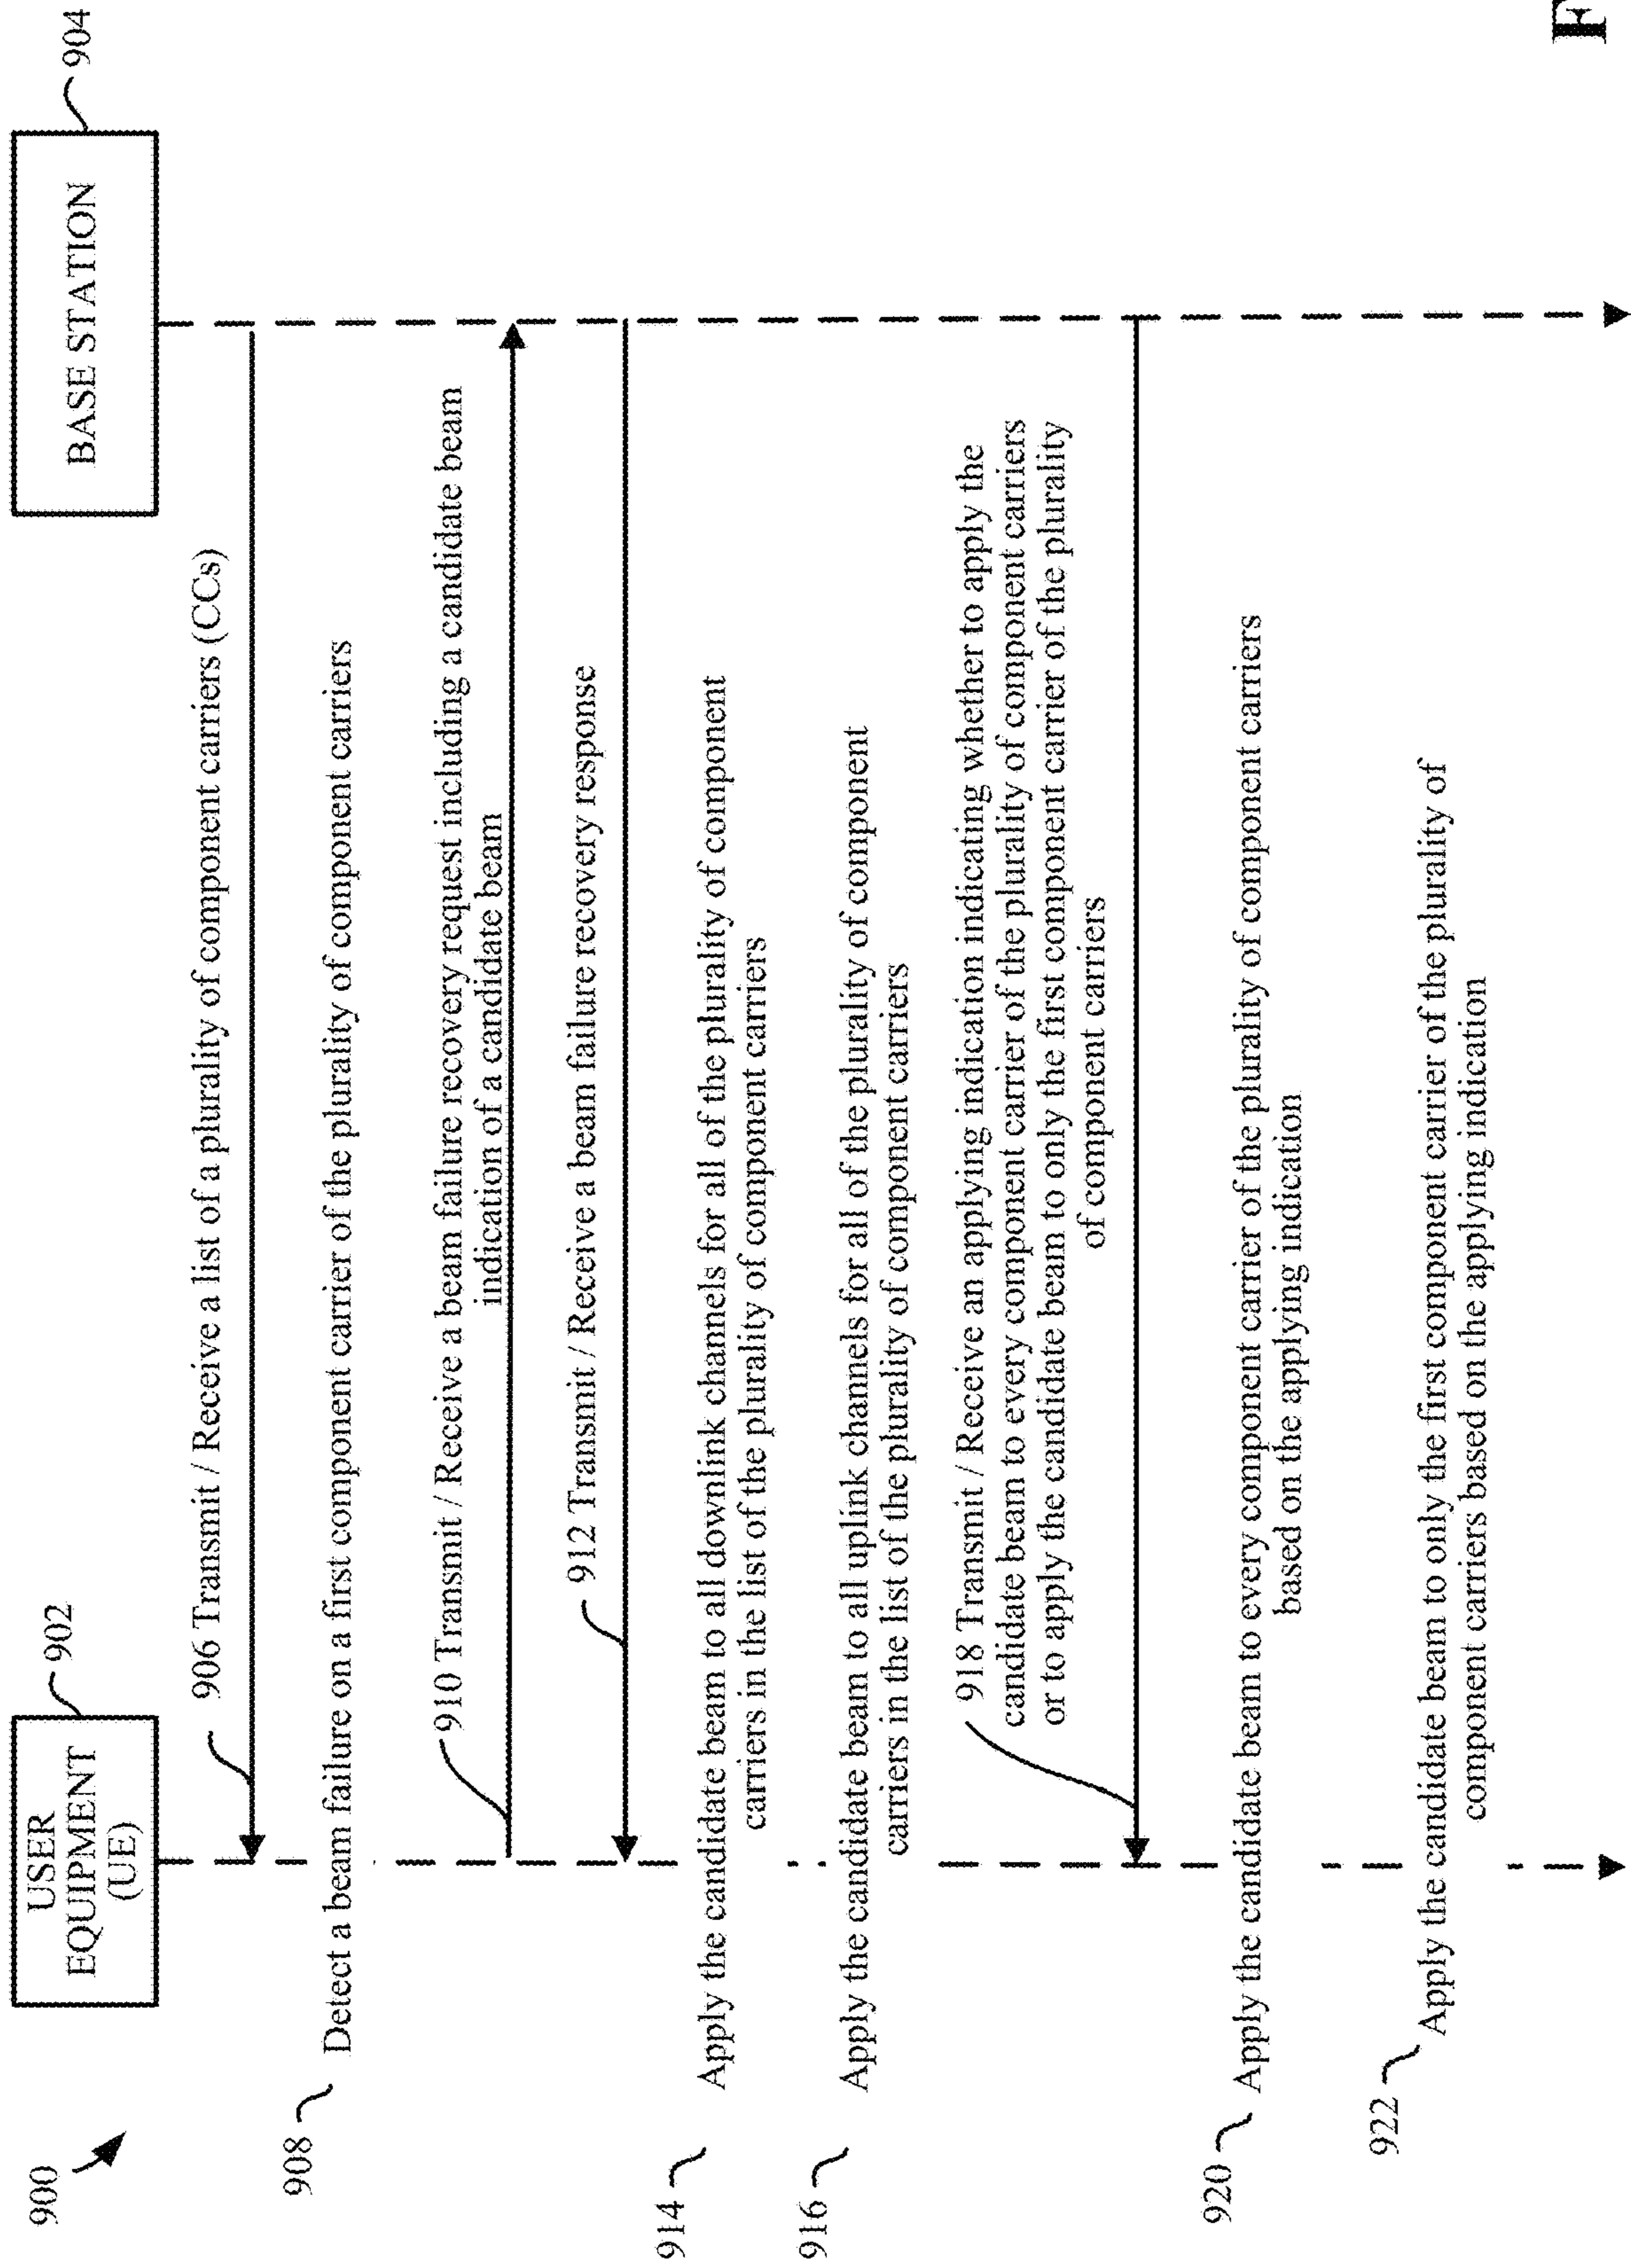 900
USER
EQUIPMENT
(UE)
902
BASE STATION
904
906 Transmit / Receive a list of a plurality of component carriers (CCs)
908
Detect a beam failure on a first component carrier of the plurality of component carriers
910 Transmit / Receive a beam failure recovery request including a candidate beam
indication of a candidate beam
912 Transmit / Receive a beam failure recovery response
914
Apply the candidate beam to all downlink channels for all of the plurality of component
carriers in the list of the plurality of component carriers
916
Apply the candidate beam to all uplink channels for all of the plurality of component
carriers in the list of the plurality of component carriers
918 Transmit / Receive an applying indication indicating whether to apply the
candidate beam to every component carrier of the plurality of component carriers
or to apply the candidate beam to only the first component carrier of the plurality
of component carriers
920
Apply the candidate beam to every component carrier of the plurality of component carriers
based on the applying indication
922
Apply the candidate beam to only the first component carrier of the plurality of
component carriers based on the applying indication
F